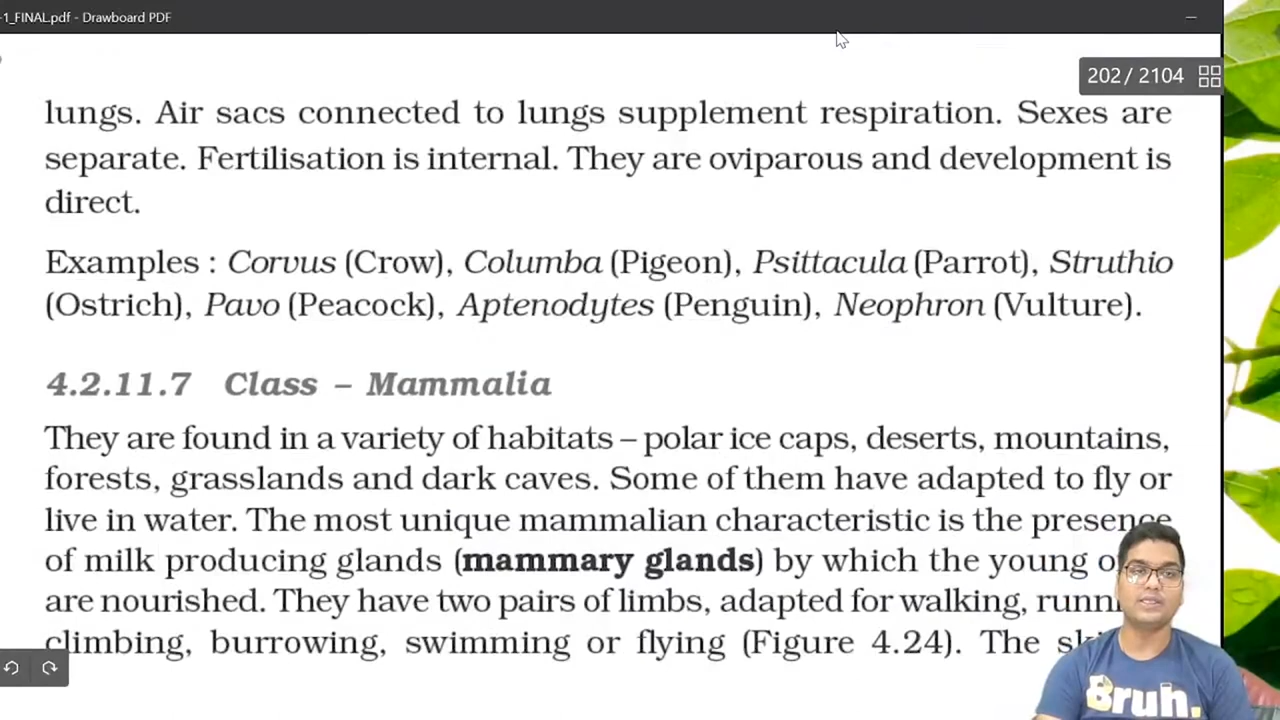 -1_FINAL.pdf - Drawboard PDF
202 / 2104
lungs. Air sacs connected to lungs supplement respiration. Sexes are
separate. Fertilisation is internal. They are oviparous and development is
direct.
Examples : Corvus (Crow), Columba (Pigeon), Psittacula (Parrot), Struthio
(Ostrich), Pavo (Peacock), Aptenodytes (Penguin), Neophron (Vulture).
4.2.11.7 Class – Mammalia
They are found in a variety of habitats – polar ice caps, deserts, mountains,
forests, grasslands and dark caves. Some of them have adapted to fly or
live in water. The most unique mammalian characteristic is the presence
of milk producing glands (mammary glands) by which the young
are nourished. They have two pairs of limbs, adapted for walking,
climbing, burrowing, swimming or flying (Figure 4.24). The
Bruh.